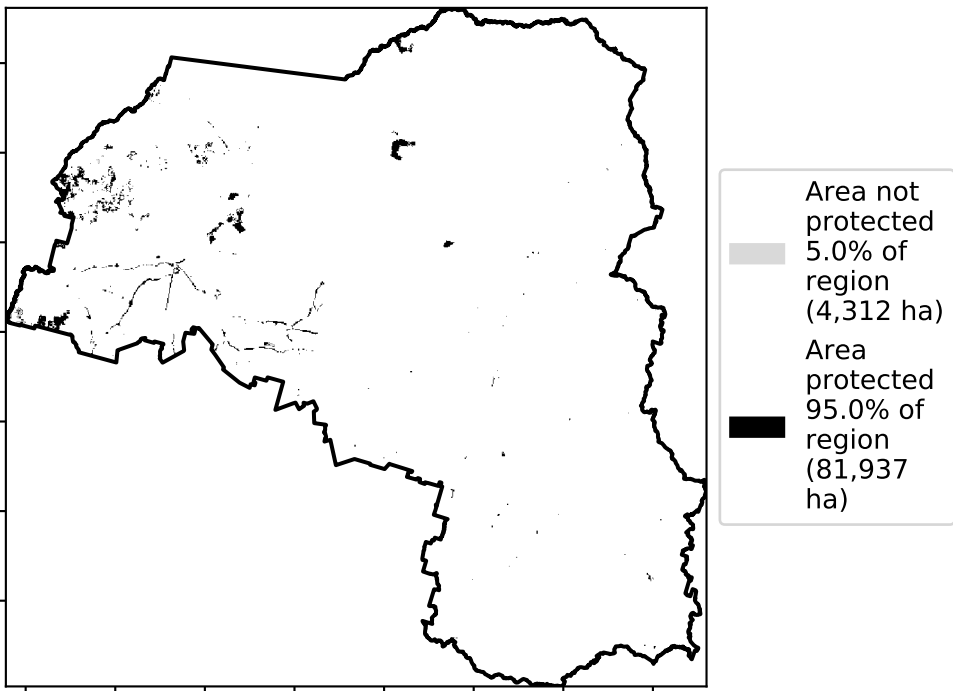 Area not
protected
5.0% of
region
(4,312 ha)
Area
protected
95.0% of
region
(81,937
ha)